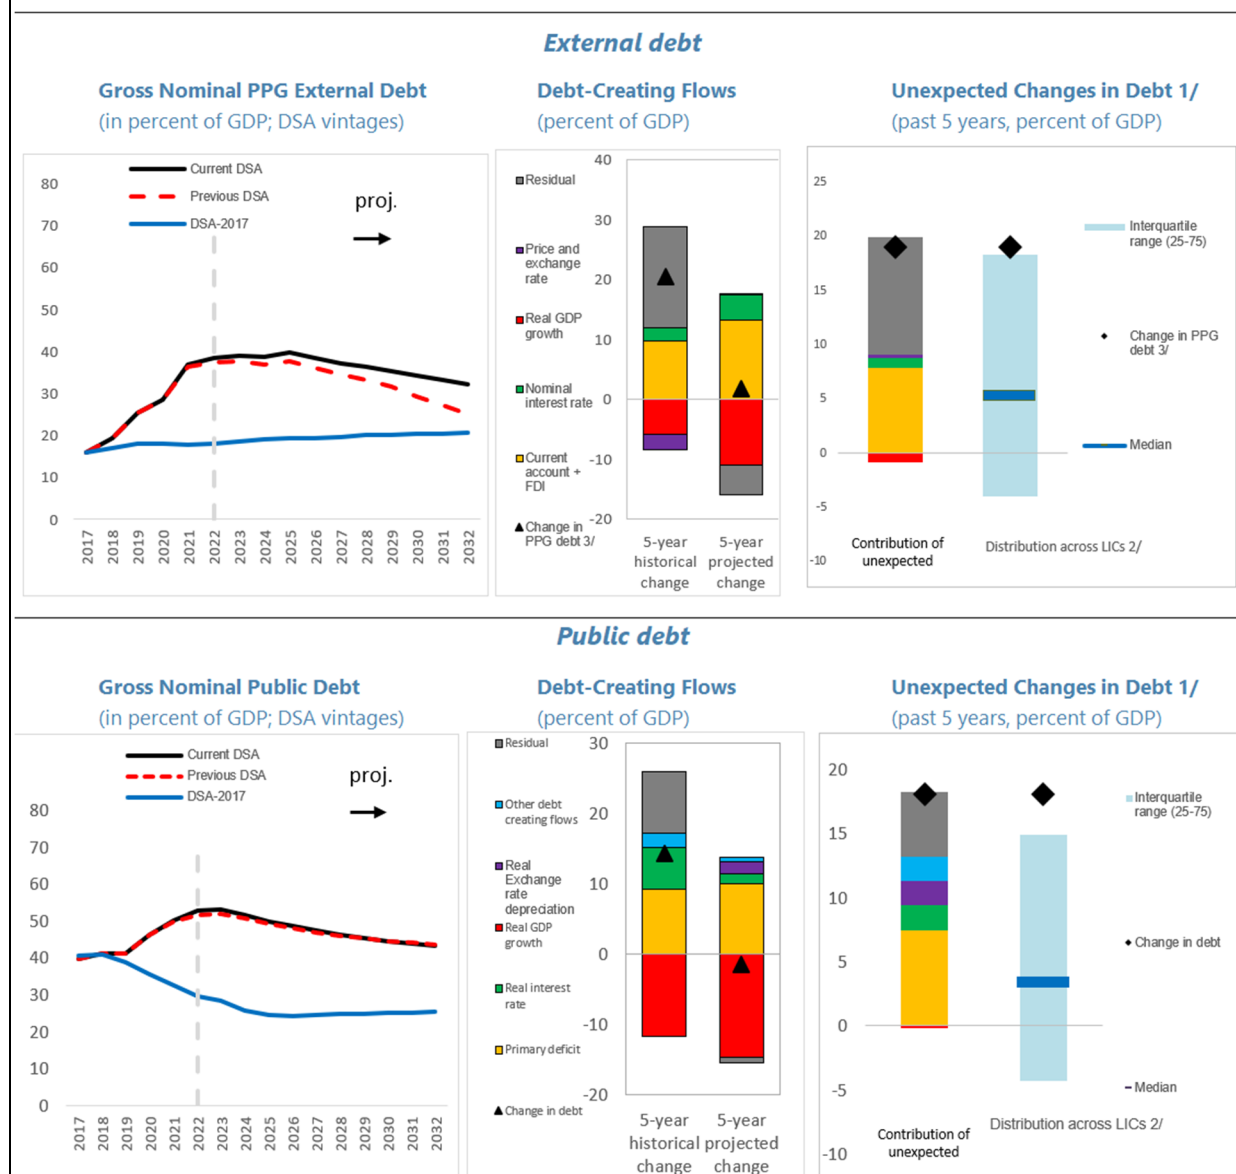 External debt
Gross Nominal PPG External Debt
(in percent of GDP; DSA vintages)
Current DSA
Previous DSA
DSA-2017
proj.
80
70
60
50
40
30
20
10
0
2017
2018
2019
2020
2021
2022
2023
2024
2025
2026
2027
2028
2029
2030
2031
2032
Debt-Creating Flows
(percent of GDP)
Residual
Price and
exchange
rate
Real GDP
growth
Nominal
interest rate
Current
account +
FDI
Change in
PPG debt 3/
40
30
20
10
0
-10
-20
5-year
historical
change
5-year
projected
change
Unexpected Changes in Debt 1/
(past 5 years, percent of GDP)
25
20
15
10
5
0
-5
-10
Interquartile
range (25-75)
Change in PPG
debt 3/
Median
Contribution of
unexpected
Distribution across LICs 2/
Public debt
Gross Nominal Public Debt
(in percent of GDP; DSA vintages)
Current DSA
Previous DSA
DSA-2017
proj.
80
70
60
50
40
30
20
10
0
2017
2018
2019
2020
2021
2022
2023
2024
2025
2026
2027
2028
2029
2030
2031
2032
Debt-Creating Flows
(percent of GDP)
Residual
Other debt
creating flows
Real
Exchange
rate
depreciation
Real GDP
growth
Real interest
rate
Primary deficit
Change in debt
30
20
10
0
-10
-20
5-year
historical
change
5-year
projected
change
Unexpected Changes in Debt 1/
(past 5 years, percent of GDP)
20
15
10
5
0
-5
-10
Interquartile
range (25-75)
Change in debt
Median
Contribution of
unexpected
Distribution across LICs 2/